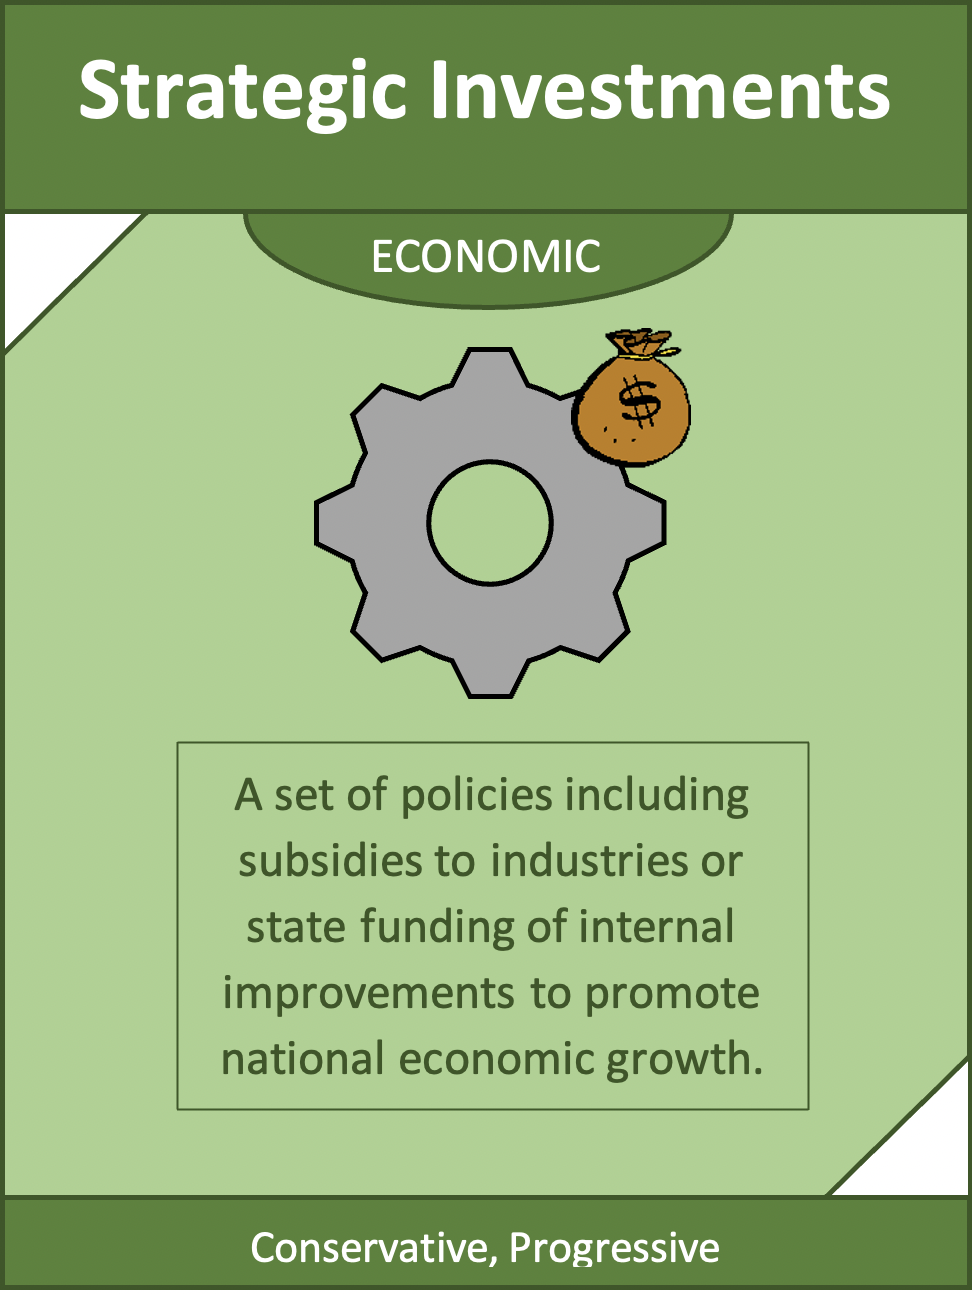 Strategic Investments
ECONOMIC
$
A set of policies including
subsidies to industries or
state funding of internal
improvements to promote
national economic growth.
Conservative, Progressive